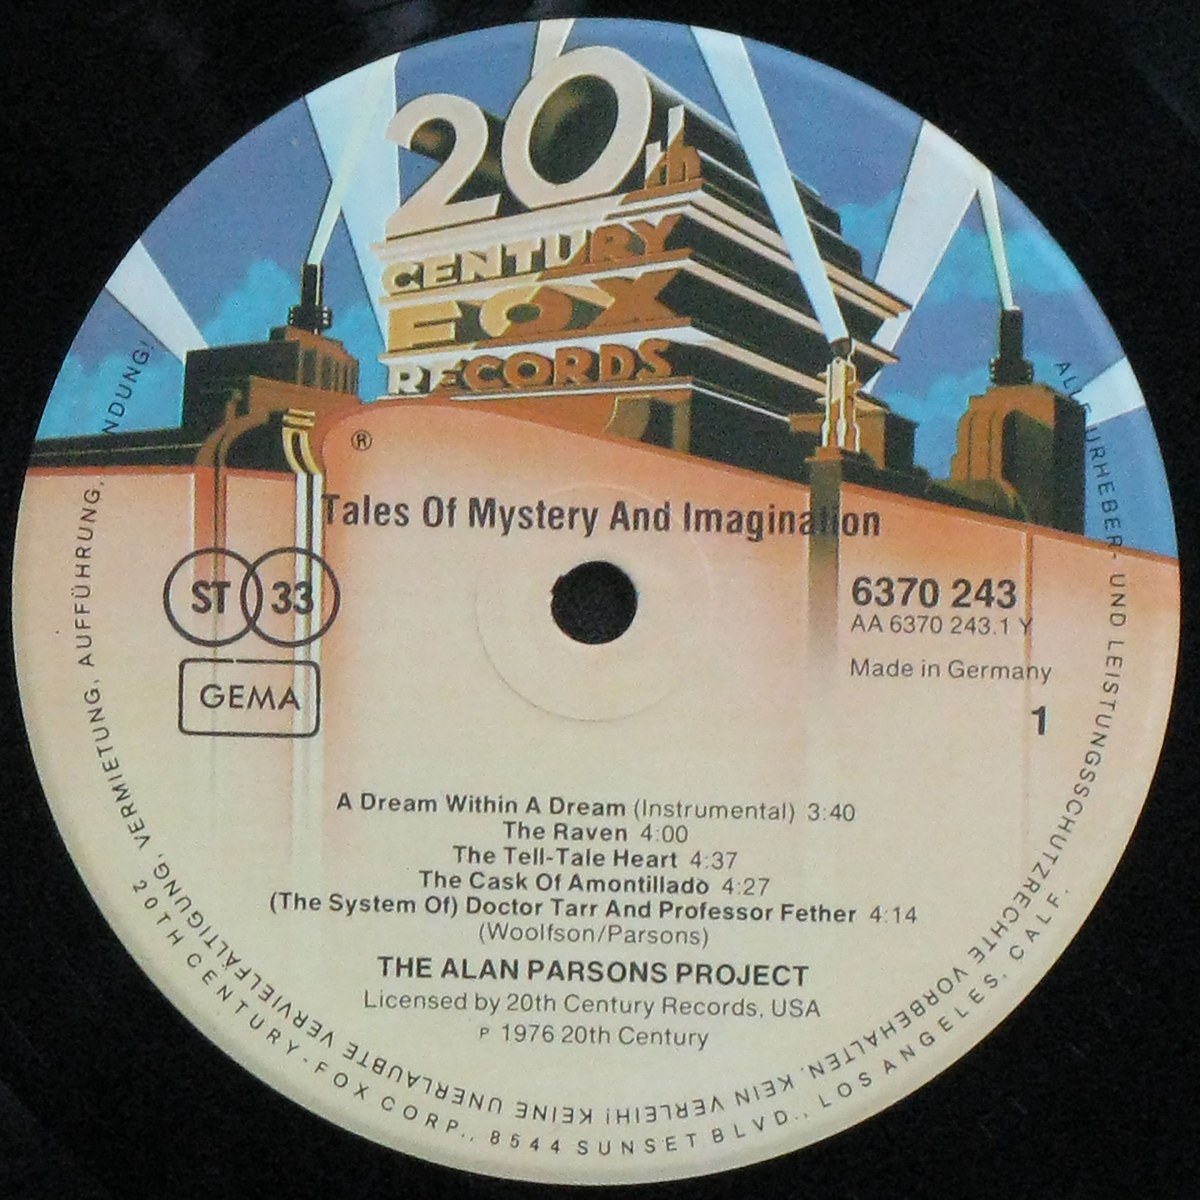 20th
CENTURY
FOX
RECORDS
®
Tales Of Mystery And Imagination
ST 33
GEMA
6370 243
AA 6370 243.1 Y
Made in Germany
1
A Dream Within A Dream (Instrumental) 3:40
The Raven 4:00
The Tell-Tale Heart 4:37
The Cask Of Amontillado 4:27
(The System Of) Doctor Tarr And Professor Fether 4:14
(Woolfson/Parsons)
THE ALAN PARSONS PROJECT
Licensed by 20th Century Records, USA
℗ 1976 20th Century
ALLE URHEBER- UND LEISTUNGSSCHUTZRECHTE VORBEHALTEN. KEIN VERLEIH! KEINE UNERLAUBTE VERVIELFÄLTIGUNG, VERMIETUNG, AUFFÜHRUNG, NDUNG!
20TH CENTURY-FOX CORP., 8544 SUNSET BLVD., LOS ANGELES, CALF.